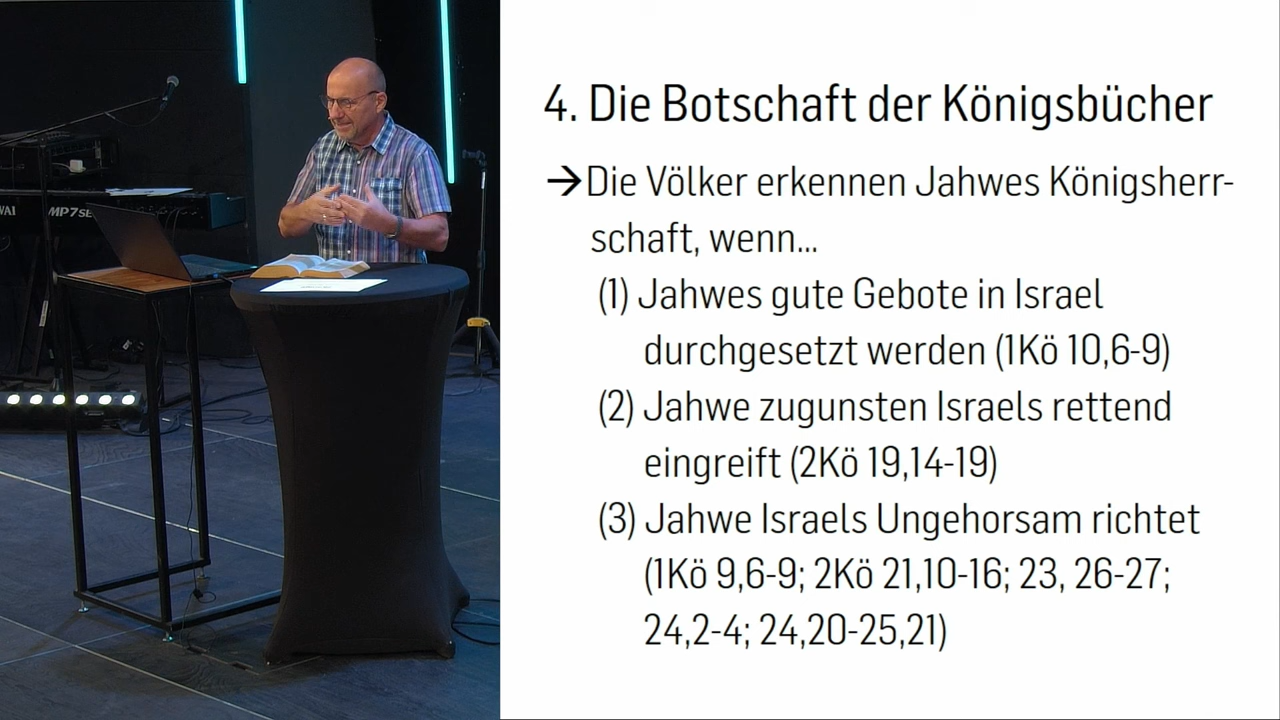 WAI MP7SE
4. Die Botschaft der Königsbücher
→Die Völker erkennen Jahwes Königsherr-
schaft, wenn...
(1) Jahwes gute Gebote in Israel
durchgesetzt werden (1Kö 10,6-9)
(2) Jahwe zugunsten Israels rettend
eingreift (2Kö 19,14-19)
(3) Jahwe Israels Ungehorsam richtet
(1Kö 9,6-9; 2Kö 21,10-16; 23, 26-27;
24,2-4; 24,20-25,21)